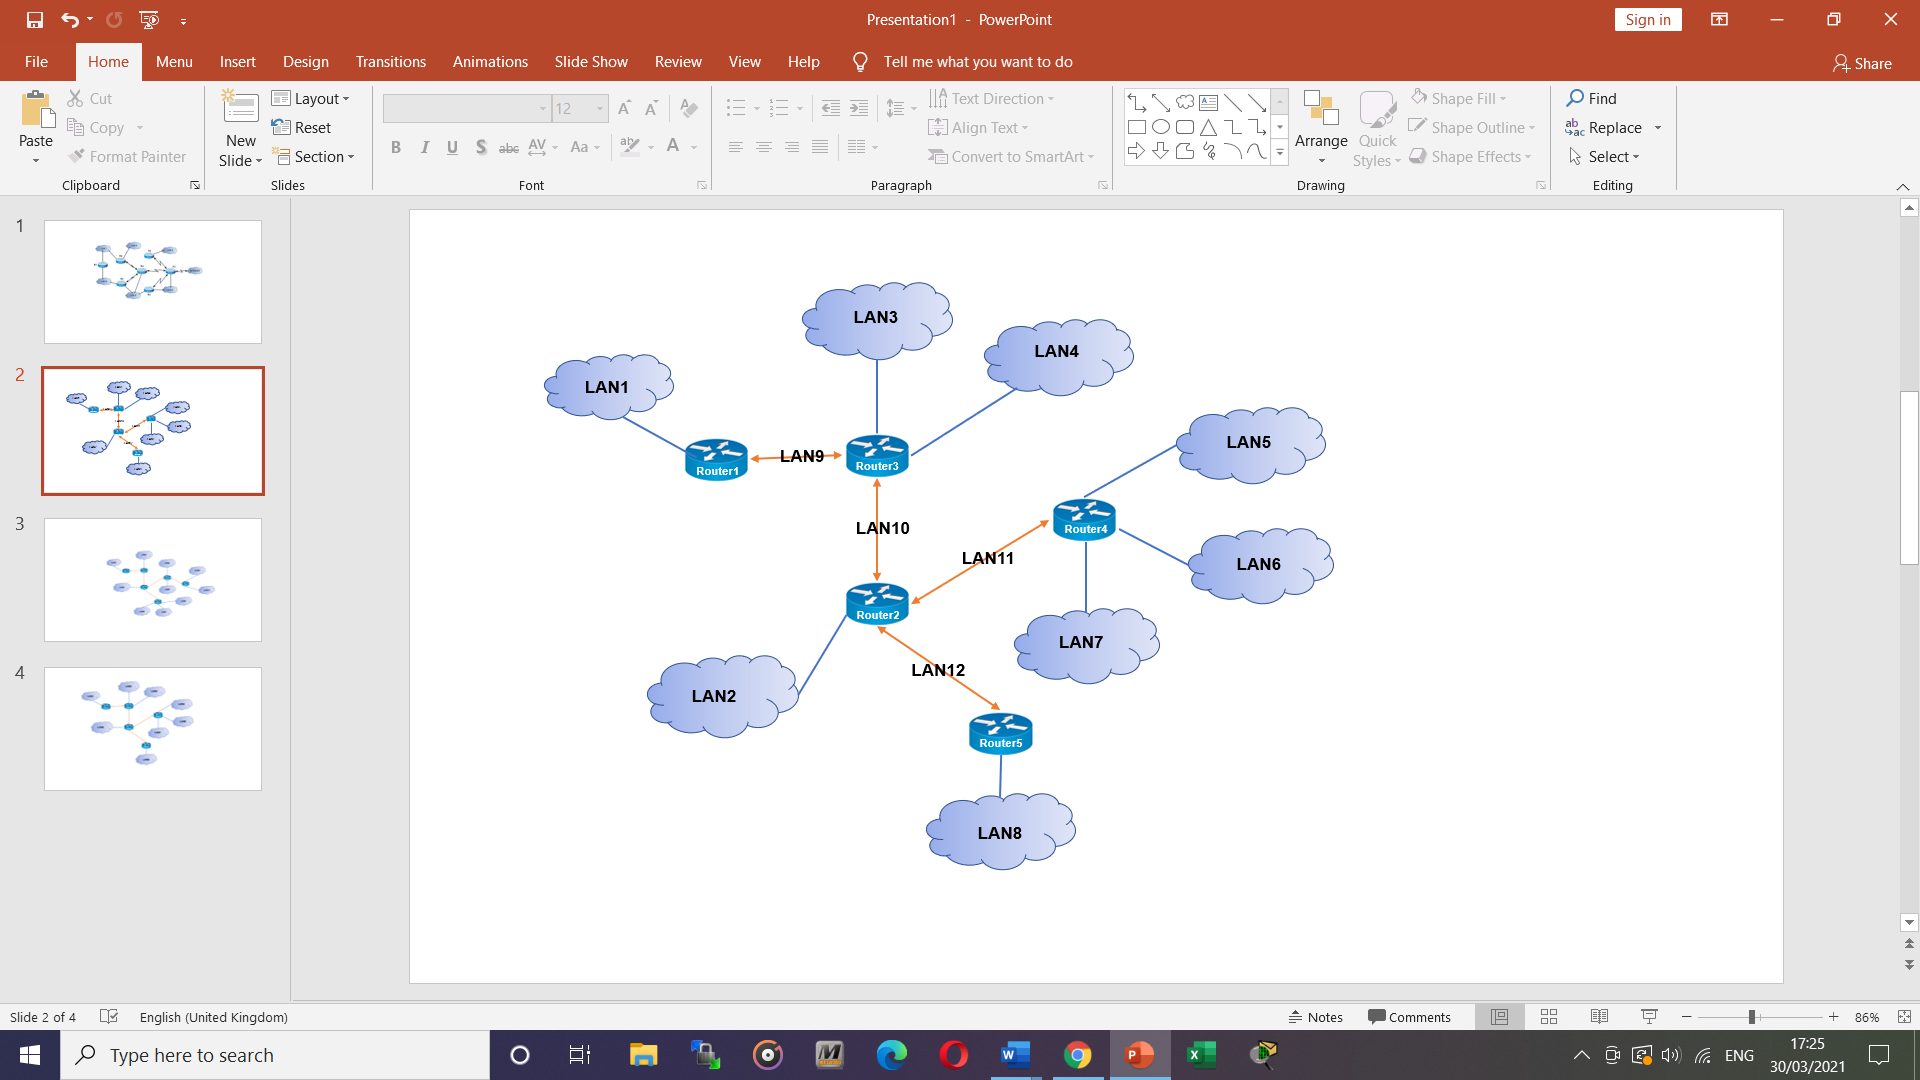 Presentation1 - PowerPoint
Sign in
File Home Menu Insert Design Transitions Animations Slide Show Review View Help Tell me what you want to do Share
Paste
Cut
Copy
Format Painter
Clipboard
New Slide
Layout
Reset
Section
Slides
12
B I U S abc AV Aa ab A
Font
Text Direction
Align Text
Convert to SmartArt
Paragraph
Arrange
Quick Styles
Shape Fill
Shape Outline
Shape Effects
Drawing
Find
Replace
Select
Editing
1
2
3
4
LAN3
LAN4
LAN1
LAN5
LAN9
Router1
Router3
LAN10
Router4
LAN11
LAN6
Router2
LAN7
LAN12
LAN2
Router5
LAN8
Slide 2 of 4 English (United Kingdom) Notes Comments 86%
Type here to search
ENG
17:25
30/03/2021